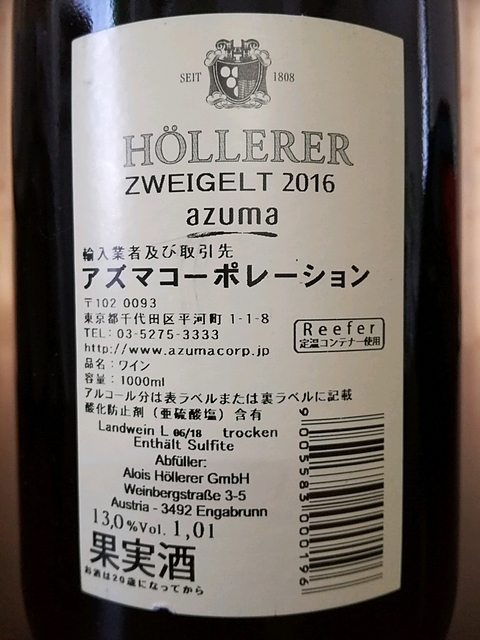 SEIT 1808
HÖLLERER
ZWEIGELT 2016
azuma
輸入業者及び取引先
アズマコーポレーション
〒102 0093
東京都千代田区平河町 1-1-8
TEL: 03-5275-3333
http://www.azumacorp.jp
Reefer
定温コンテナー使用
品名：ワイン
容量：1000ml
アルコール分は表ラベルまたは裏ラベルに記載
酸化防止剤（亜硫酸塩）含有
Landwein L 06/18 trocken
Enthält Sulfite
Abfüller:
Alois Höllerer GmbH
Weinbergstraße 3-5
Austria - 3492 Engabrunn
13,0%Vol. 1,0l
果実酒
お酒は20歳になってから
9 005583 000196